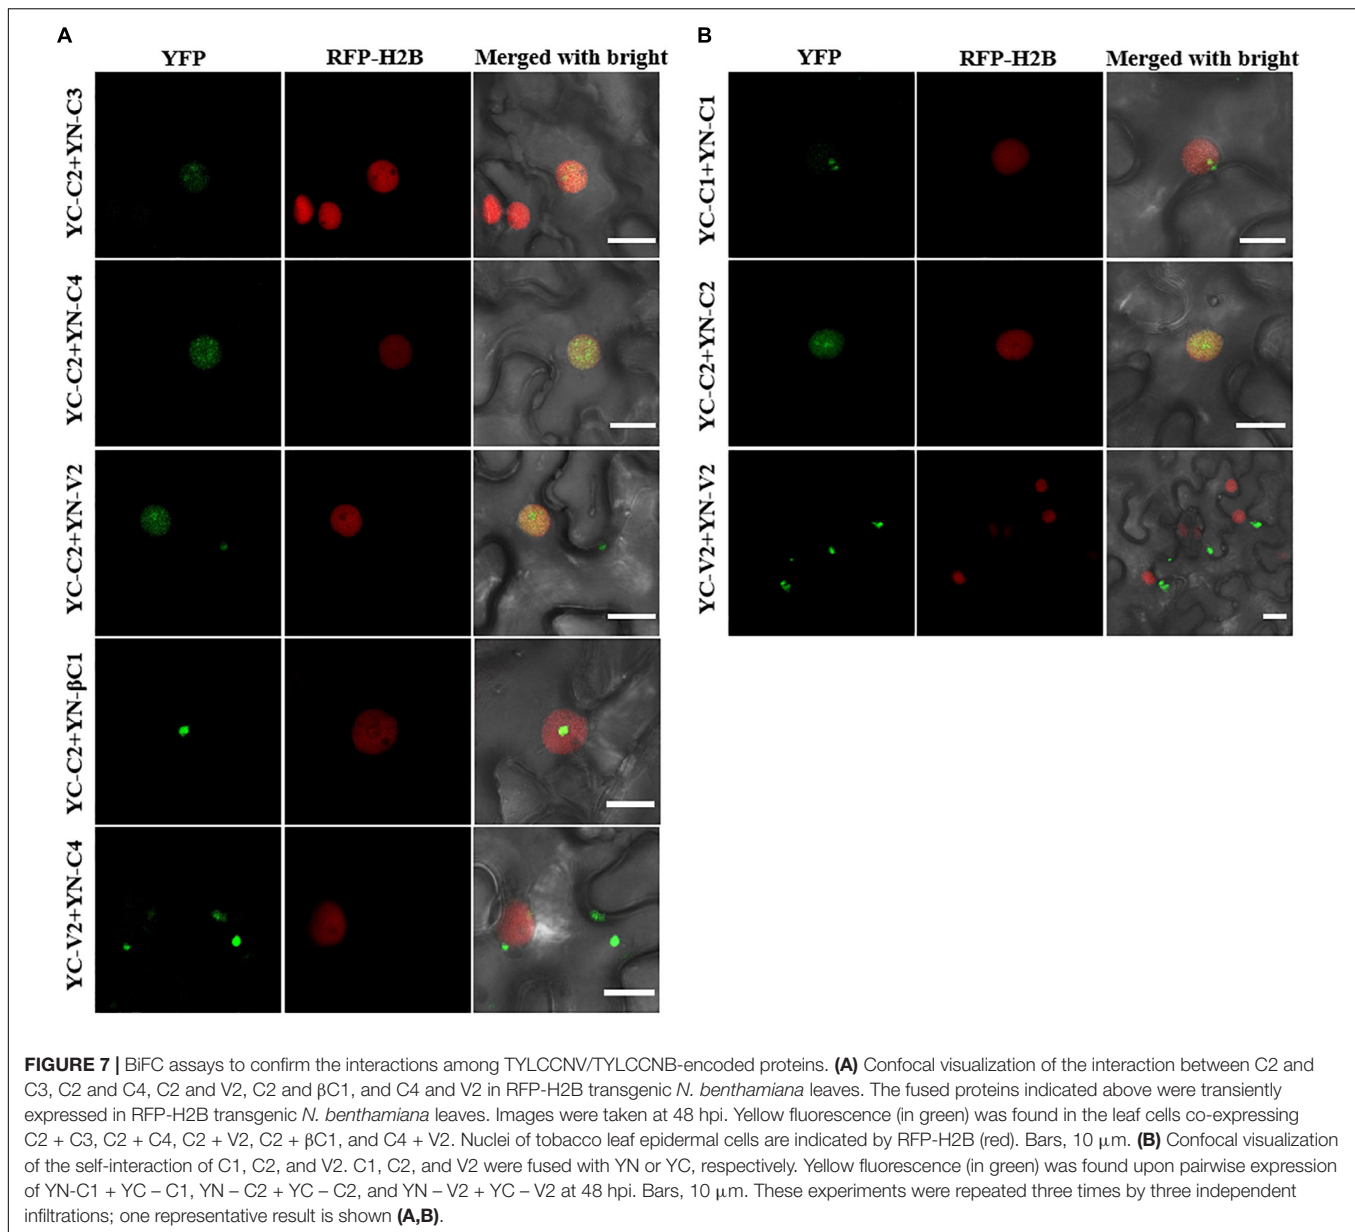 A
YFP
RFP-H2B
Merged with bright
YC-C2+YN-C3
YC-C2+YN-C4
YC-C2+YN-V2
YC-C2+YN-βC1
YC-V2+YN-C4
B
YFP
RFP-H2B
Merged with bright
YC-C1+YN-C1
YC-C2+YN-C2
YC-V2+YN-V2
FIGURE 7 | BiFC assays to confirm the interactions among TYLCCNV/TYLCCNB-encoded proteins. (A) Confocal visualization of the interaction between C2 and
C3, C2 and C4, C2 and V2, C2 and βC1, and C4 and V2 in RFP-H2B transgenic N. benthamiana leaves. The fused proteins indicated above were transiently
expressed in RFP-H2B transgenic N. benthamiana leaves. Images were taken at 48 hpi. Yellow fluorescence (in green) was found in the leaf cells co-expressing
C2 + C3, C2 + C4, C2 + V2, C2 + βC1, and C4 + V2. Nuclei of tobacco leaf epidermal cells are indicated by RFP-H2B (red). Bars, 10 μm. (B) Confocal visualization
of the self-interaction of C1, C2, and V2. C1, C2, and V2 were fused with YN or YC, respectively. Yellow fluorescence (in green) was found upon pairwise expression
of YN-C1 + YC – C1, YN – C2 + YC – C2, and YN – V2 + YC – V2 at 48 hpi. Bars, 10 μm. These experiments were repeated three times by three independent
infiltrations; one representative result is shown (A,B).